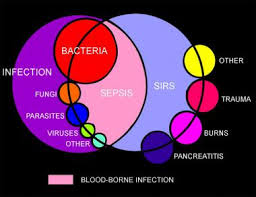 BACTERIA
INFECTION
SEPSIS
SIRS
OTHER
FUNGI
TRAUMA
PARASITES
BURNS
VIRUSES
OTHER
PANCREATITIS
BLOOD-BORNE INFECTION